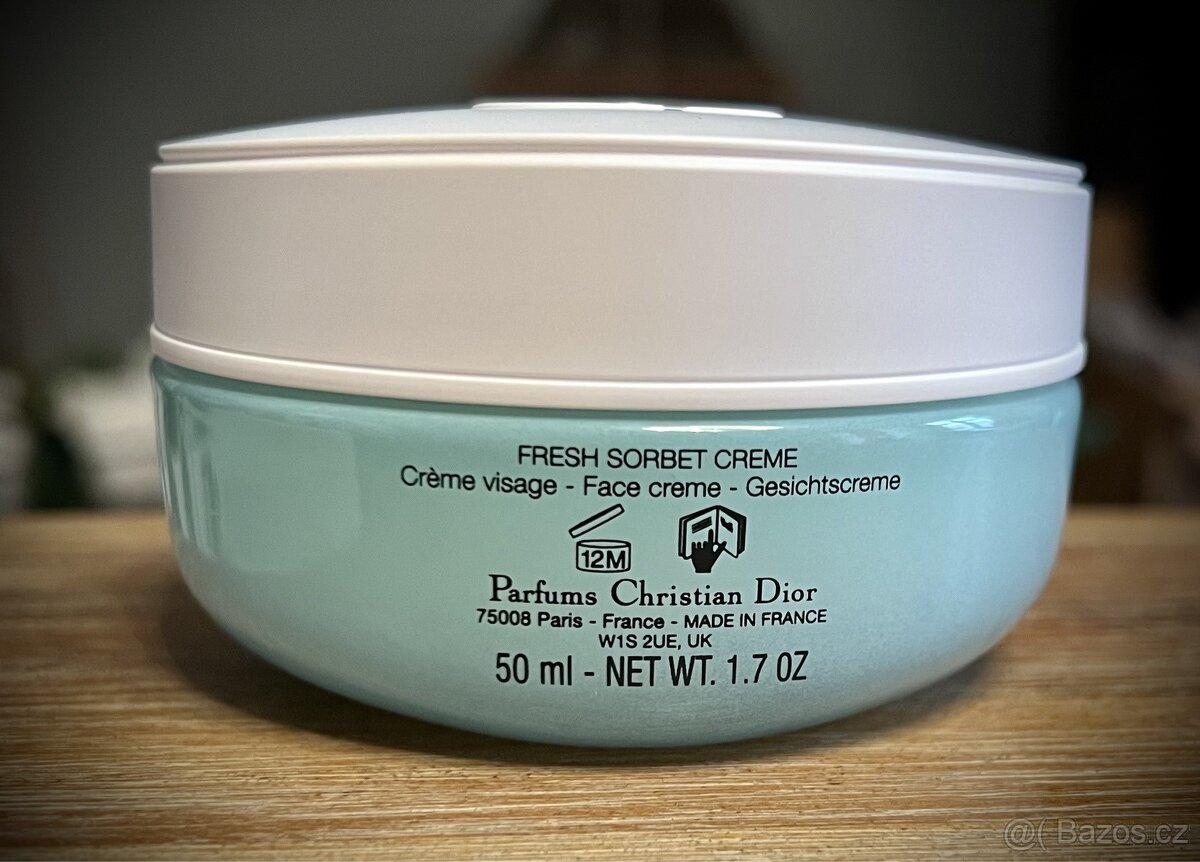 FRESH SORBET CREME
Crème visage - Face creme - Gesichtscreme
12M
Parfums Christian Dior
75008 Paris - France - MADE IN FRANCE
W1S 2UE, UK
50 ml - NET WT. 1.7 OZ
@( Bazos.cz